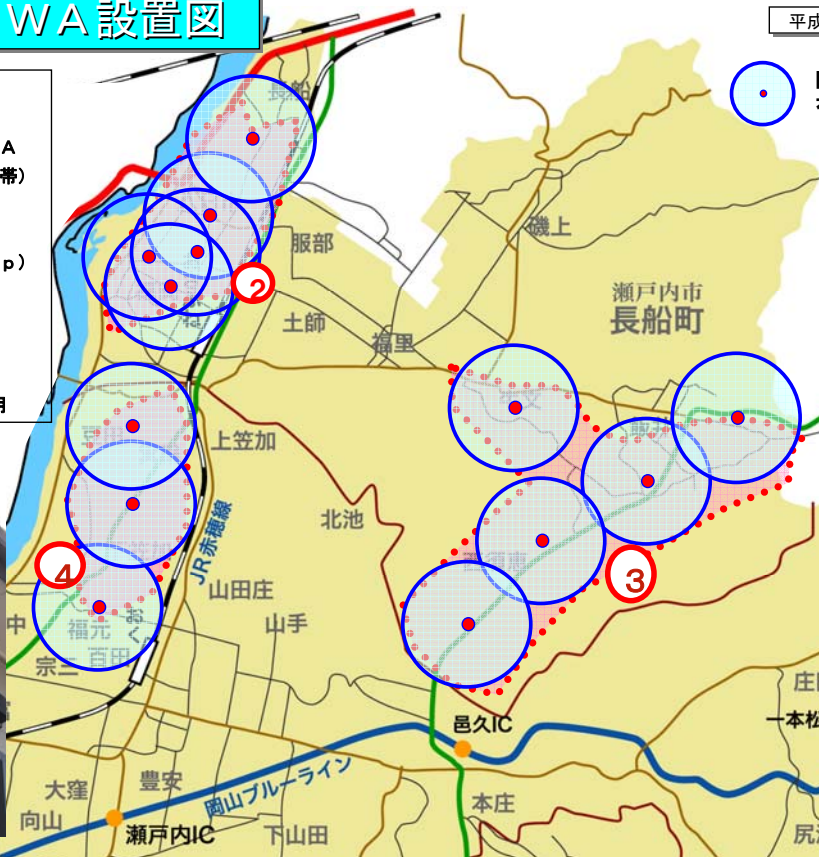 ＷＡ設置図
平成
Ａ
帯）
ｐ）
月
長船
服部
磯上
2
土師
福里
瀬戸内市
長船町
上笠加
北池
JR赤穂線
4
3
山田庄
福元
山手
おく
中
宗三
百田
庄田
邑久IC
一本松
大窪
豊安
岡山ブルーライン
本庄
向山
瀬戸内IC
下山田
尻